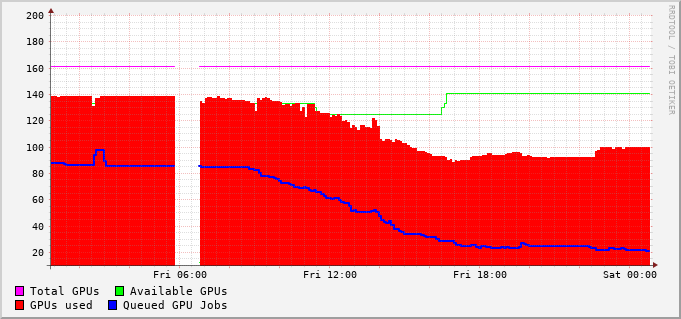 200
180
160
140
120
100
80
60
40
20
Fri 06:00 Fri 12:00 Fri 18:00 Sat 00:00
Total GPUs Available GPUs
GPUs used Queued GPU Jobs
RRDTOOL / TOBI OETIKER